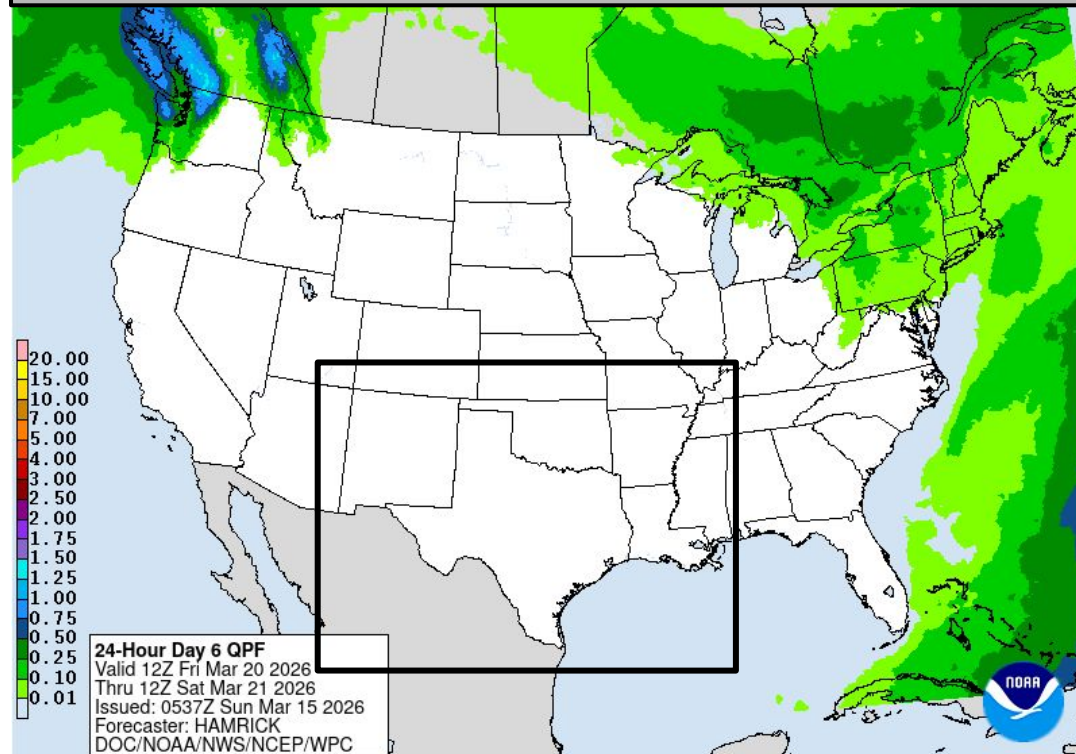 20.00
15.00
10.00
7.00
5.00
4.00
3.00
2.50
2.00
1.75
1.50
1.25
1.00
0.75
0.50
0.25
0.10
0.01
24-Hour Day 6 QPF
Valid 12Z Fri Mar 20 2026
Thru 12Z Sat Mar 21 2026
Issued: 0537Z Sun Mar 15 2026
Forecaster: HAMRICK
DOC/NOAA/NWS/NCEP/WPC
NOAA